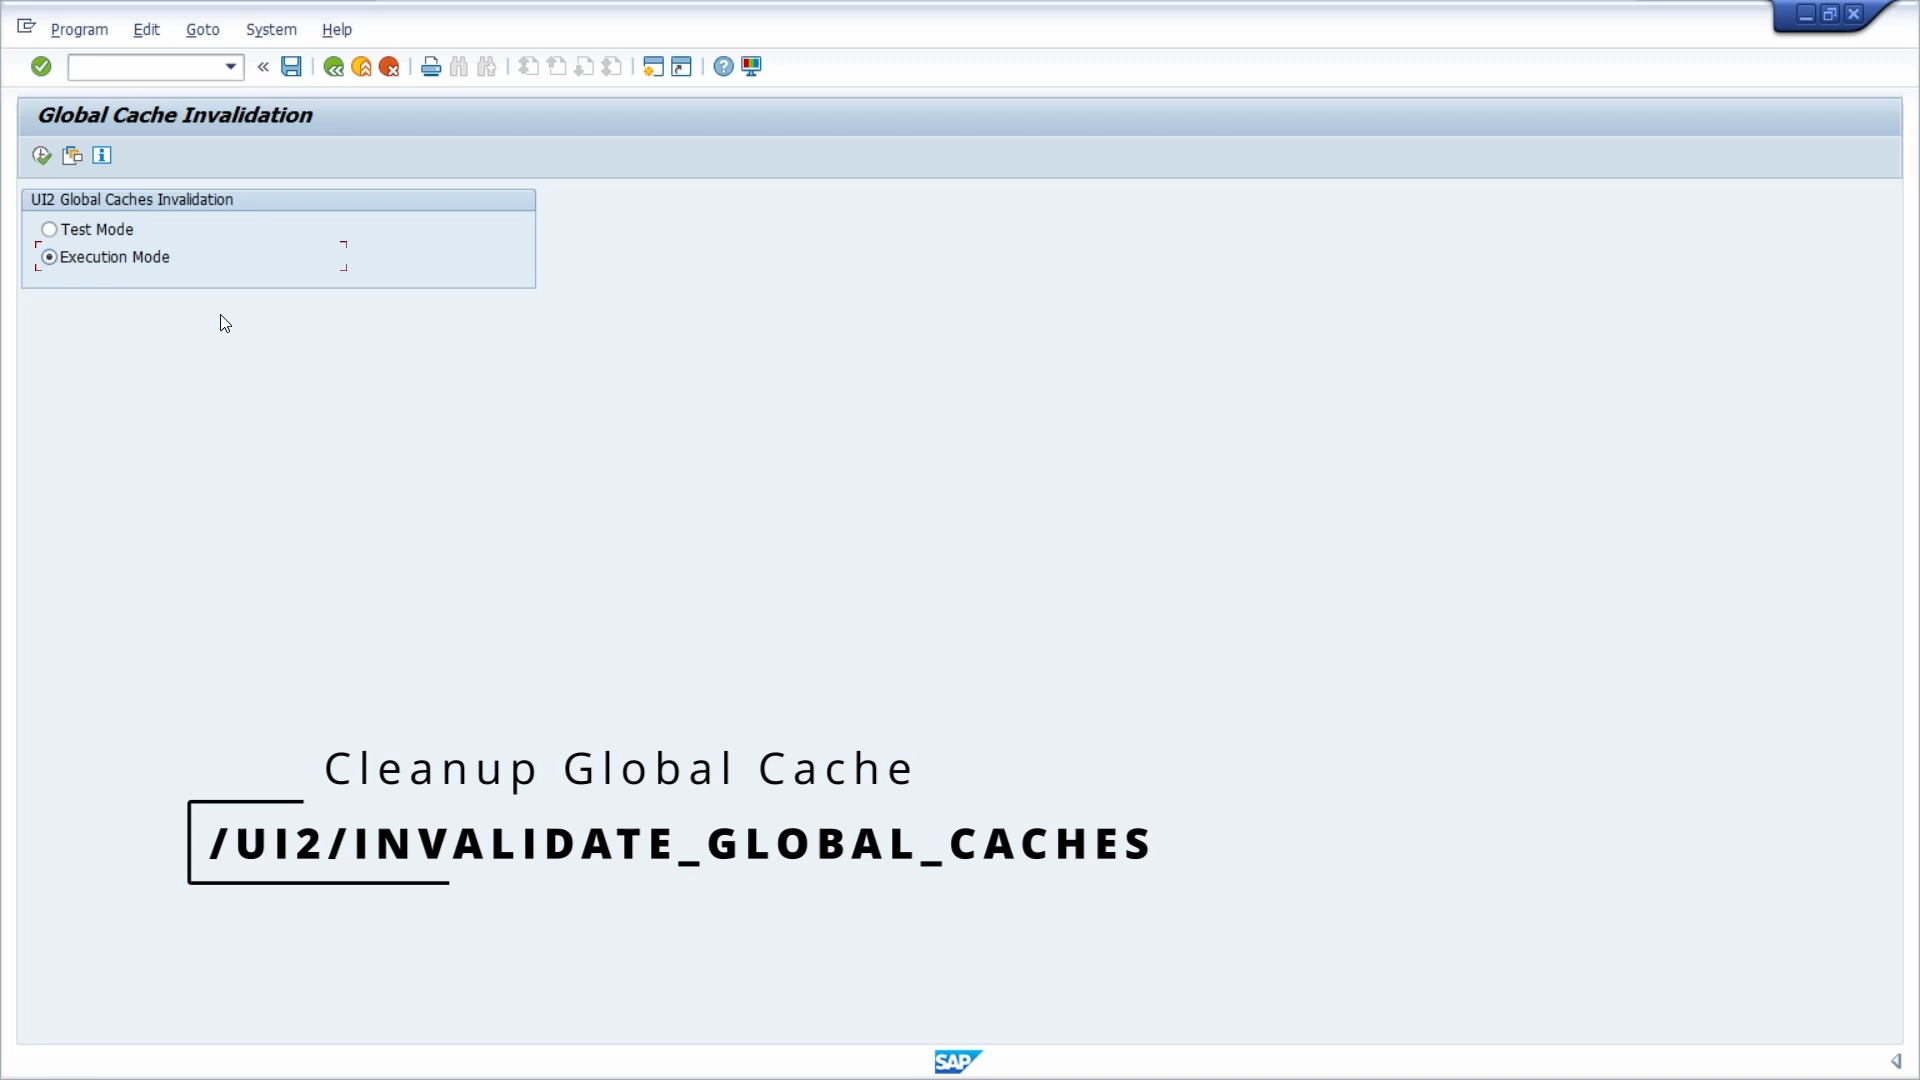 Program Edit Goto System Help
Global Cache Invalidation
UI2 Global Caches Invalidation
Test Mode
Execution Mode
Cleanup Global Cache
/UI2/INVALIDATE_GLOBAL_CACHES
SAP